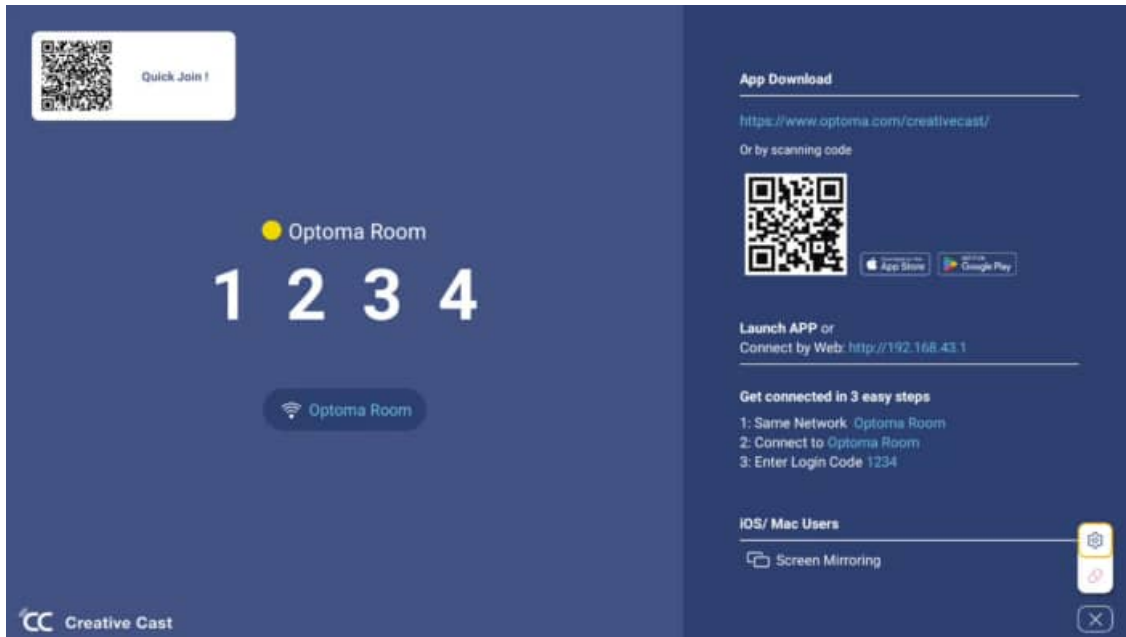 Quick Join !
Optoma Room
1 2 3 4
Optoma Room
CC Creative Cast
App Download
https://www.optoma.com/creativecast/
Or by scanning code
App Store
Google Play
Launch APP or
Connect by Web: http://192.168.43.1
Get connected in 3 easy steps
1: Same Network Optoma Room
2: Connect to Optoma Room
3: Enter Login Code 1234
iOS/ Mac Users
Screen Mirroring